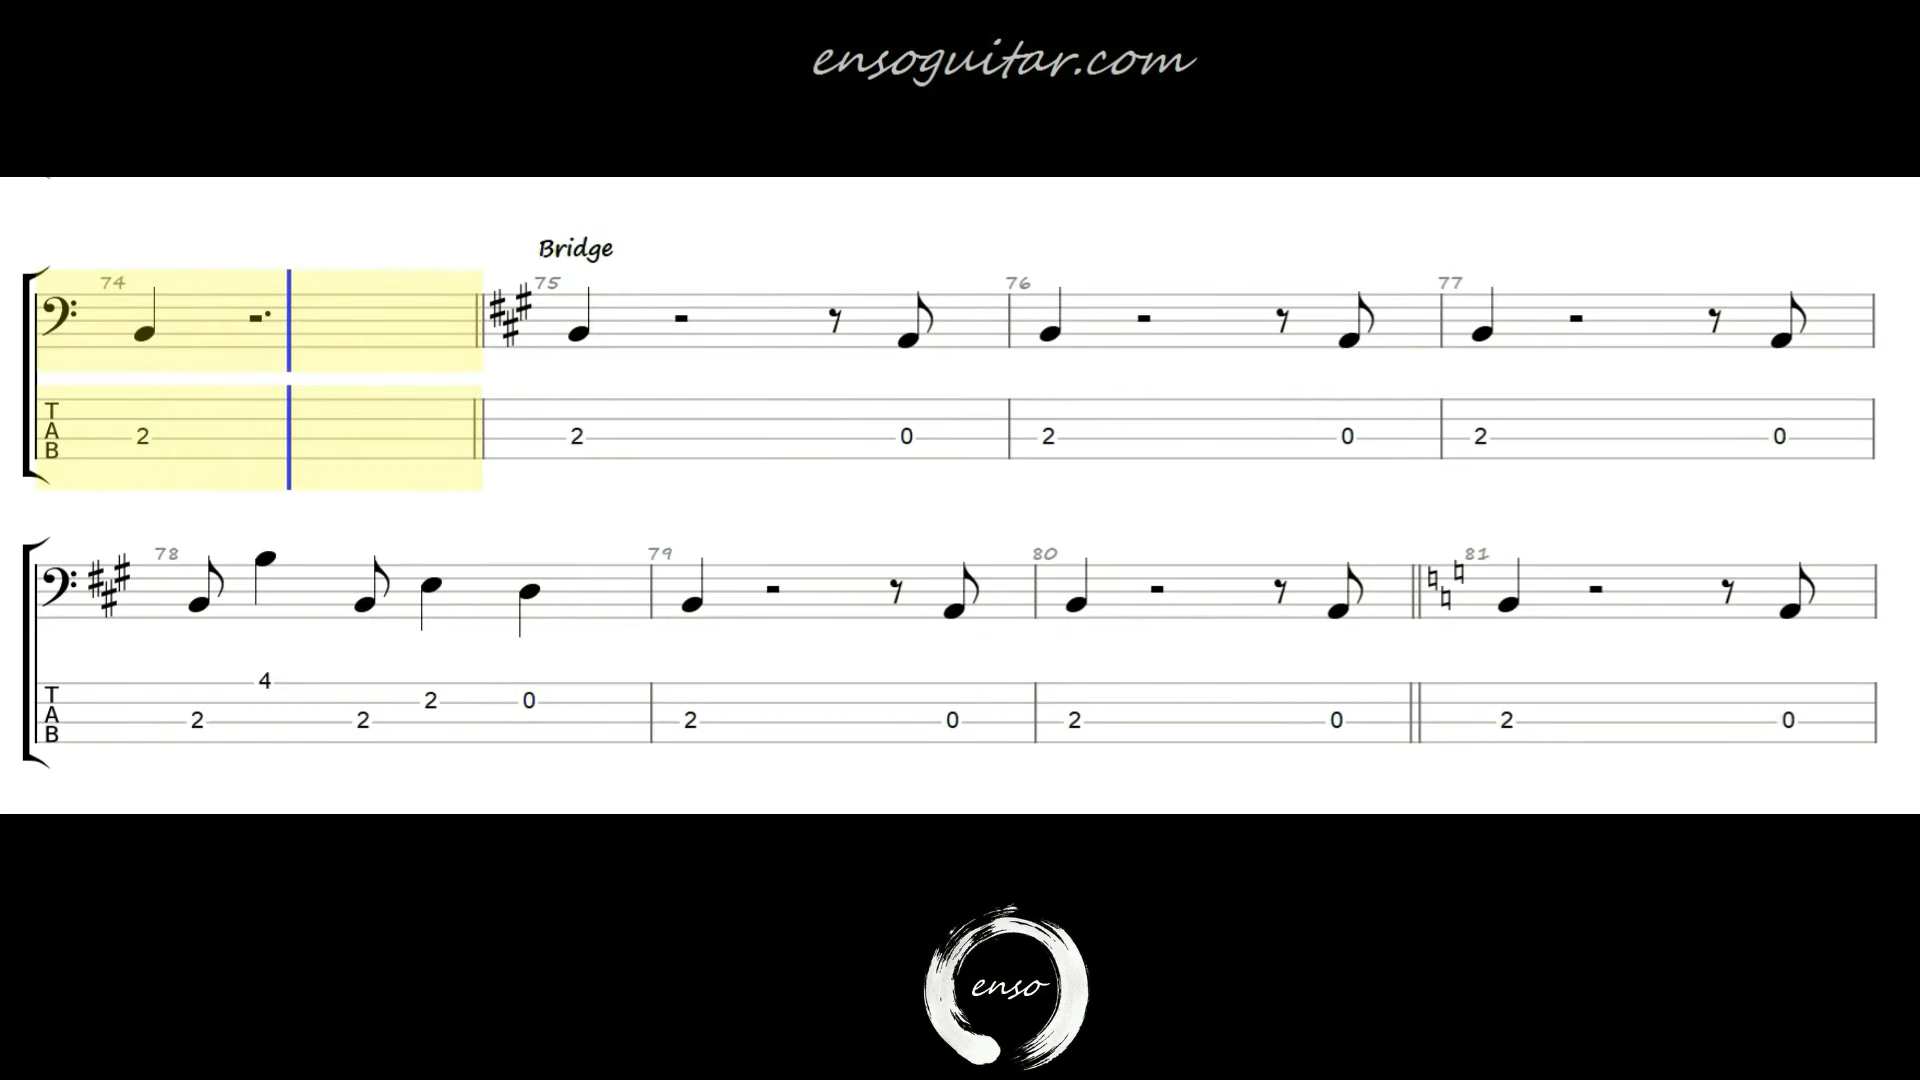 ensoguitar.com
Bridge
74 75 76 77
T
A
B
2 2 0 2 0 2 0
78 79 80 81
T
A
B
2 4 2 2 0 2 0 2 0 2 0
enso